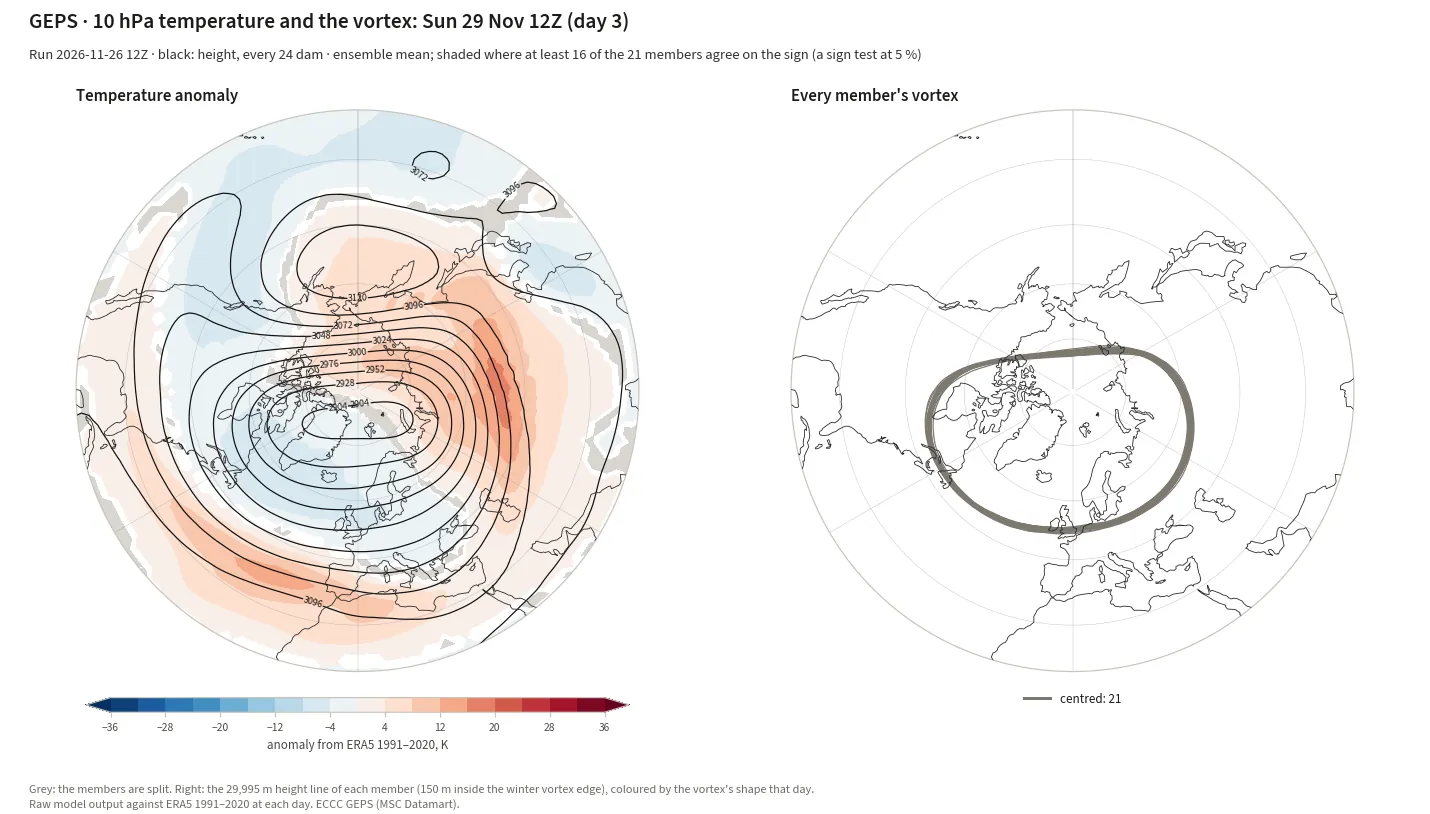 GEPS · 10 hPa temperature and the vortex: Sun 29 Nov 12Z (day 3)
Run 2026-11-26 12Z · black: height, every 24 dam · ensemble mean; shaded where at least 16 of the 21 members agree on the sign (a sign test at 5 %)
Temperature anomaly
Every member's vortex
3072
3096
3120
3096
3072
3048
3024
3000
2976
2952
2928
2904
2904
3096
−36 −28 −20 −12 −4 4 12 20 28 36
anomaly from ERA5 1991–2020, K
centred: 21
Grey: the members are split. Right: the 29,995 m height line of each member (150 m inside the winter vortex edge), coloured by the vortex's shape that day.
Raw model output against ERA5 1991–2020 at each day. ECCC GEPS (MSC Datamart).